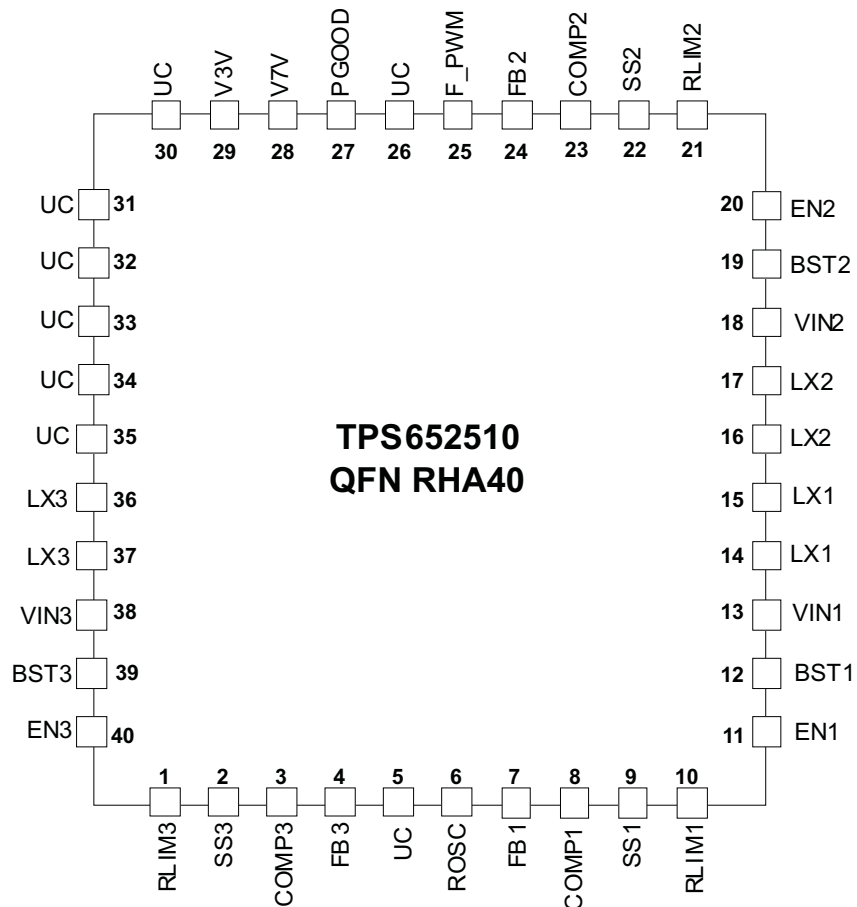 UC V3V V7V PGOOD UC F_PWM FB2 COMP2 SS2 RLIM2
30 29 28 27 26 25 24 23 22 21
UC 31 20 EN2
UC 32 19 BST2
UC 33 18 VIN2
UC 34 17 LX2
UC 35 16 LX2
TPS652510
QFN RHA40
LX3 36 15 LX1
LX3 37 14 LX1
VIN3 38 13 VIN1
BST3 39 12 BST1
EN3 40 11 EN1
1 2 3 4 5 6 7 8 9 10
RLIM3 SS3 COMP3 FB3 UC ROSC FB1 COMP1 SS1 RLIM1